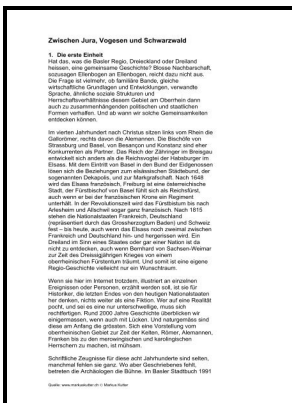 Zwischen Jura, Vogesen und Schwarzwald
1. Die erste Einheit
Hat das, was die Basler Regio, Dreieckland oder Dreiland
heissen, eine gemeinsame Geschichte? Blosse Nachbarschaft,
sozusagen Ellenbogen an Ellenbogen, reicht dazu nicht aus.
Die Frage ist vielmehr, ob familiäre Bande, gleiche
wirtschaftliche Grundlagen und Entwicklungen, verwandte
Sprache, ähnliche soziale Strukturen und
Herrschaftsverhältnisse diesem Gebiet am Oberrhein dann
auch zu zusammenhängenden politischen und staatlichen
Formen verhalfen. Und ab wann wir solche Gemeinsamkeiten
entdecken können.
Im vierten Jahrhundert nach Christus sitzen links vom Rhein die
Galloromer, rechts davon die Alemannen. Die Bischöfe von
Strassburg und Basel, von Besançon und Konstanz sind eher
Konkurrenten als Partner. Das Reich der Zähringer im Breisgau
entwickelt sich anders als die Reichsvogtei der Habsburger im
Elsass. Mit dem Eintritt von Basel in den Bund der Eidgenossen
lösen sich die Beziehungen zum elsässischen Städtebund, der
sogenannten Dekapolis, und zur Markgrafschaft. Nach 1648
wird das Elsass französisch, Freiburg ist eine österreichische
Stadt, der Fürstbischof von Basel fühlt sich als Reichsfürst,
auch wenn er bei der französischen Krone ein Regiment
unterhält. In der Revolutionszeit wird das Fürstbistum bis nach
Arlesheim und Allschwil sogar ganz französisch. Nach 1815
stehen die Nationalstaaten Frankreich, Deutschland
(repräsentiert durch das Grossherzogtum Baden) und Schweiz
fest – bis heute, auch wenn das Elsass noch zweimal zwischen
Frankreich und Deutschland hin- und hergerissen wird. Ein
Dreiland im Sinn eines Staates oder gar einer Nation ist da
nicht zu entdecken, auch wenn Bernhard von Sachsen-Weimar
zur Zeit des Dreissigjährigen Krieges von einem
oberrheinischen Fürstentum träumt. Und somit ist eine eigene
Regio-Geschichte vielleicht nur ein Wunschtraum.
Wenn sie hier im Internet trotzdem, illustriert an einzelnen
Ereignissen oder Personen, erzählt werden soll, ist sie für
Historiker, die letzten Endes von den heutigen Nationalstaaten
her denken, nichts weiter als eine Fiktion. Wer auf eine Realität
pocht, und sei es eine nur unterschwellige, muss sich
rechtfertigen. Rund 2000 Jahre Geschichte überblicken wir
einigermassen, wenn auch mit Lücken. Und naturgemäss sind
diese am Anfang die grössten. Sich eine Vorstellung vom
oberrheinischen Gebiet zur Zeit der Kelten, Römer, Alemannen,
Franken bis zu den merowingischen und karolingischen
Herrschern zu machen, ist mühsam.
Schriftliche Zeugnisse für diese acht Jahrhunderte sind selten,
manchmal fehlen sie ganz. Wo aber Geschriebenes fehlt,
betreten die Archäologen die Bühne. Im Basler Stadtbuch 1991
Quelle: www.markuskutter.ch © Markus Kutter